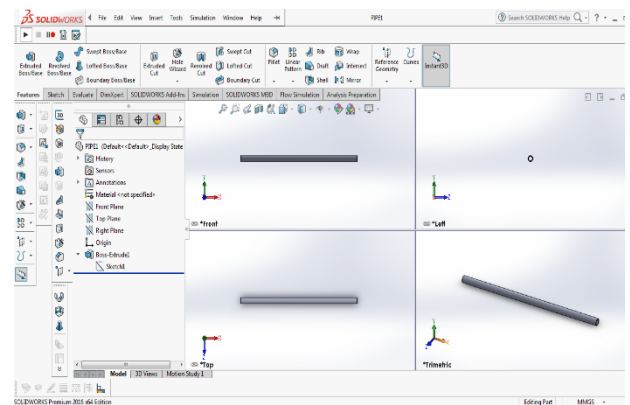 SOLIDWORKS File Edit View Insert Tools Simulation Window Help PIPE1 Search SOLIDWORKS Help
Extruded Boss/Base
Revolved Boss/Base
Swept Boss/Base
Lofted Boss/Base
Boundary Boss/Base
Extruded Cut
Hole Wizard
Revolved Cut
Swept Cut
Lofted Cut
Boundary Cut
Fillet
Linear Pattern
Rib
Draft
Shell
Wrap
Intersect
Mirror
Reference Geometry
Curves
Instant3D
Features Sketch Evaluate DimXpert SOLIDWORKS Add-Ins Simulation SOLIDWORKS MBD Flow Simulation Analysis Preparation
PIPE1 (Default<<Default>_Display State
History
Sensors
Annotations
Material <not specified>
Front Plane
Top Plane
Right Plane
Origin
Boss-Extrude1
Sketch1
*Front
*Left
*Top
*Trimetric
Model 3D Views Motion Study 1
SOLIDWORKS Premium 2016 x64 Edition Editing Part MMGS